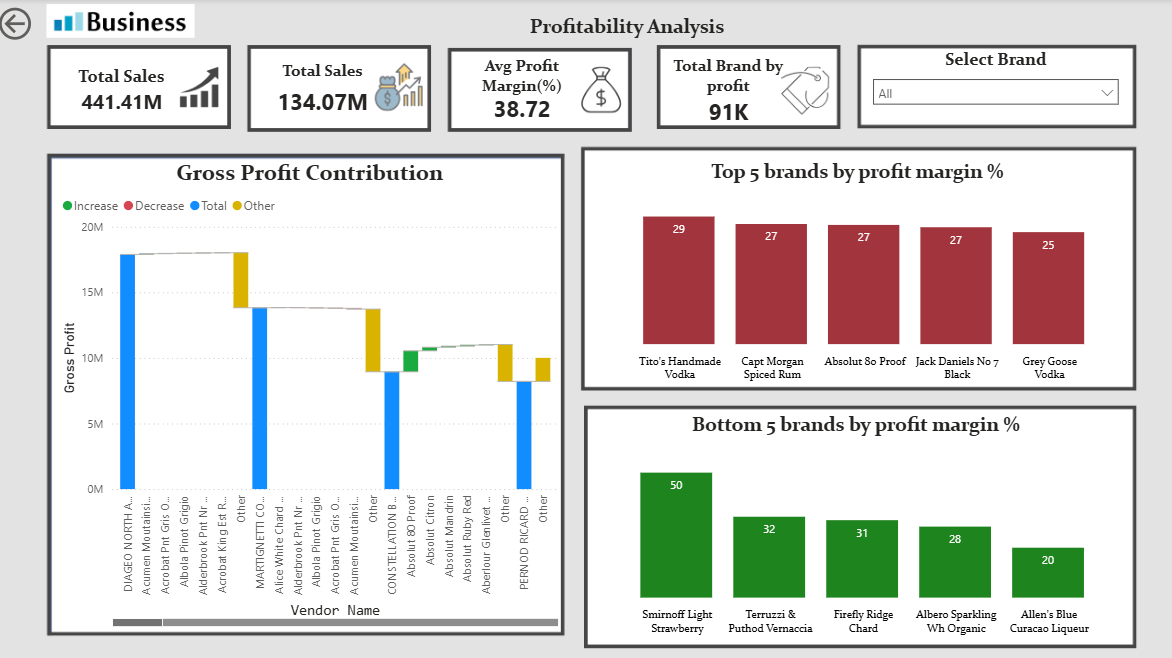 Business
Profitability Analysis
Total Sales
441.41M
Total Sales
134.07M
Avg Profit
Margin(%)
38.72
Total Brand by
profit
91K
Select Brand
All
Gross Profit Contribution
Increase Decrease Total Other
20M
15M
10M
5M
0M
Gross Profit
DIAGEO NORTH A...
Acumen Moutainsi...
Acrobat Pnt Gris O...
Albola Pinot Grigio
Alderbrook Pnt Nr ...
Acrobat King Est R...
Other
MARTIGNETTI CO...
Alice White Chard ...
Alderbrook Pnt Nr ...
Albola Pinot Grigio
Acrobat Pnt Gris O...
Acumen Moutainsi...
Other
CONSTELLATION B...
Absolut 80 Proof
Absolut Citron
Absolut Mandrin
Absolut Ruby Red
Aberlour Glenlivet ...
Other
PERNOD RICARD ...
Other
Vendor Name
Top 5 brands by profit margin %
29
27
27
27
25
Tito's Handmade
Vodka
Capt Morgan
Spiced Rum
Absolut 80 Proof
Jack Daniels No 7
Black
Grey Goose
Vodka
Bottom 5 brands by profit margin %
50
32
31
28
20
Smirnoff Light
Strawberry
Terruzzi &
Puthod Vernaccia
Firefly Ridge
Chard
Albero Sparkling
Wh Organic
Allen's Blue
Curacao Liqueur